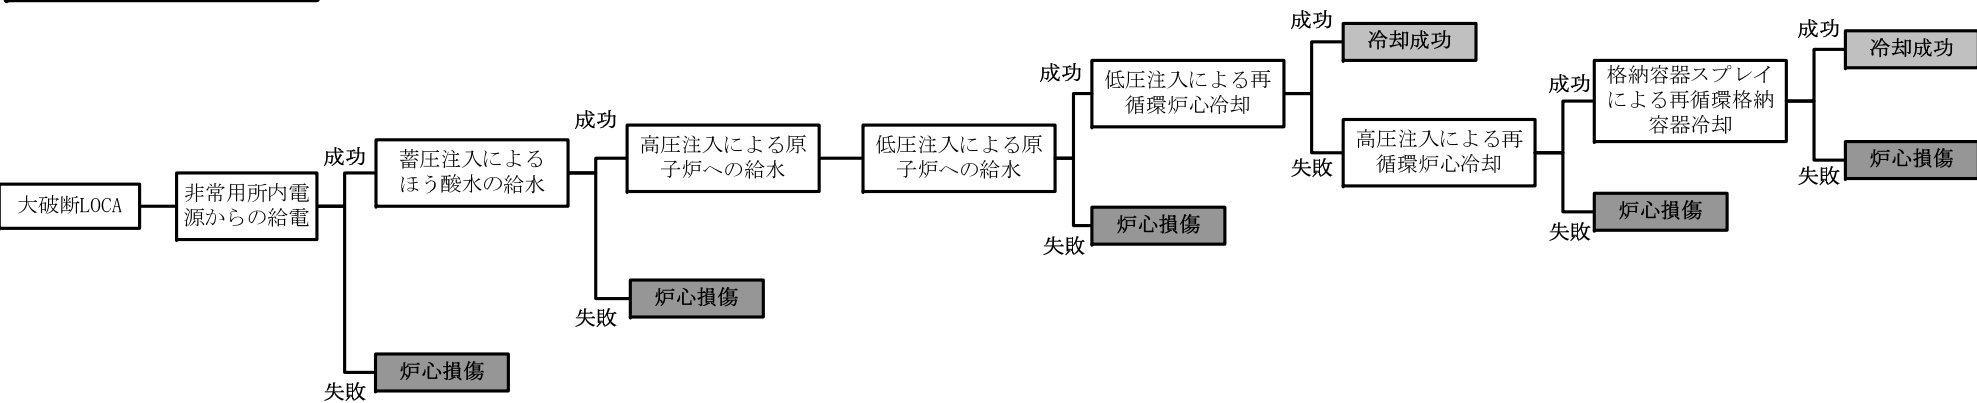 大破断LOCA
非常用所内電
源からの給電
成功
失敗
蓄圧注入による
ほう酸水の給水
炉心損傷
成功
失敗
高圧注入による原
子炉への給水
炉心損傷
低圧注入による原
子炉への給水
成功
失敗
低圧注入による再
循環炉心冷却
炉心損傷
成功
失敗
冷却成功
高圧注入による再
循環炉心冷却
成功
失敗
格納容器スプレイ
による再循環格納
容器冷却
炉心損傷
成功
失敗
冷却成功
炉心損傷